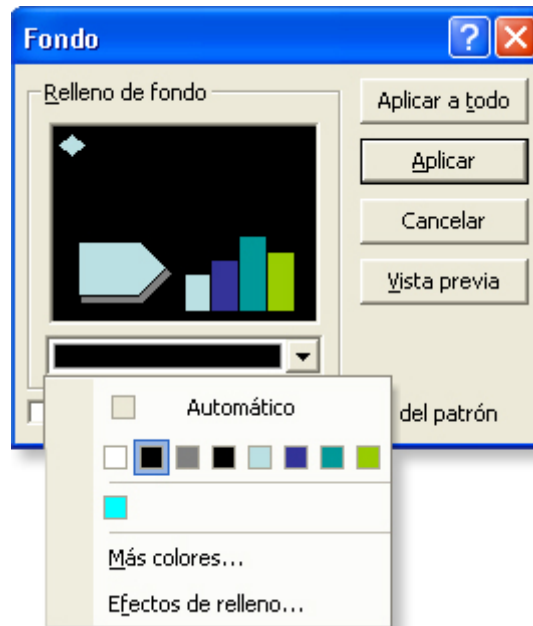 Fondo
Relleno de fondo
Aplicar a todo
Aplicar
Cancelar
Vista previa
Automático
del patrón
Más colores...
Efectos de relleno...